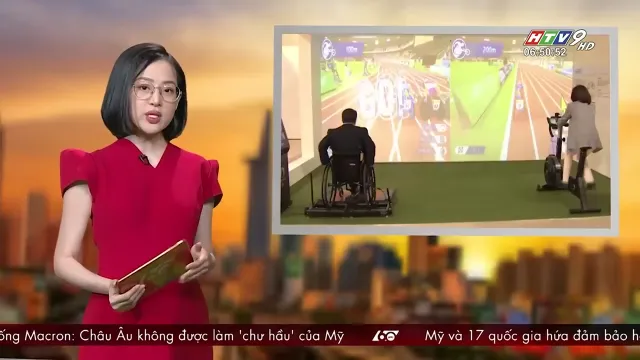 HTV9 HD
06:50:52
ống Macron: Châu Âu không được làm 'chư hầu' của Mỹ
60
Mỹ và 17 quốc gia hứa đảm bảo h